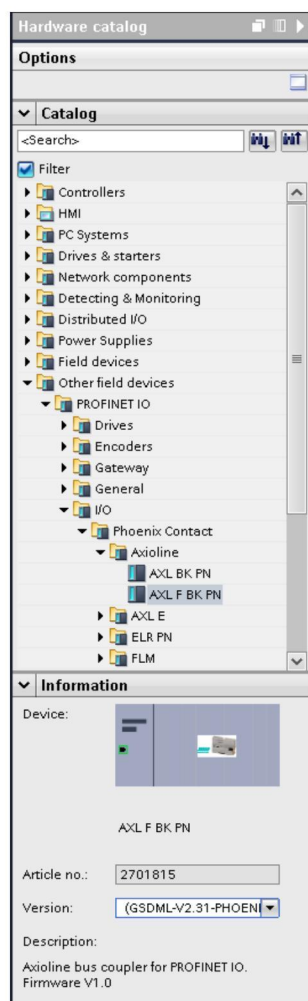 Hardware catalog
Options
Catalog
<Search>
Filter
Controllers
HMI
PC Systems
Drives & starters
Network components
Detecting & Monitoring
Distributed I/O
Power Supplies
Field devices
Other field devices
PROFINET IO
Drives
Encoders
Gateway
General
I/O
Phoenix Contact
Axioline
AXL BK PN
AXL F BK PN
AXL E
ELR PN
FLM
Information
Device:
AXL F BK PN
Article no.: 2701815
Version: (GSDML-V2.31-PHOENI
Description:
Axioline bus coupler for PROFINET IO.
Firmware V1.0